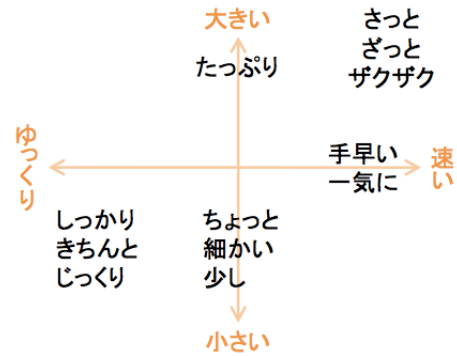 大きい
さっと
ざっと
ザクザク
たっぷり
ゆっくり
手早い
一気に
速い
しっかり
きちんと
じっくり
ちょっと
細かい
少し
小さい